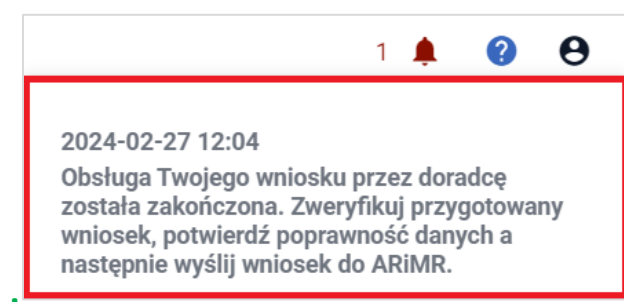 1
2024-02-27 12:04
Obsługa Twojego wniosku przez doradcę
została zakończona. Zweryfikuj przygotowany
wniosek, potwierdź poprawność danych a
następnie wyślij wniosek do ARiMR.